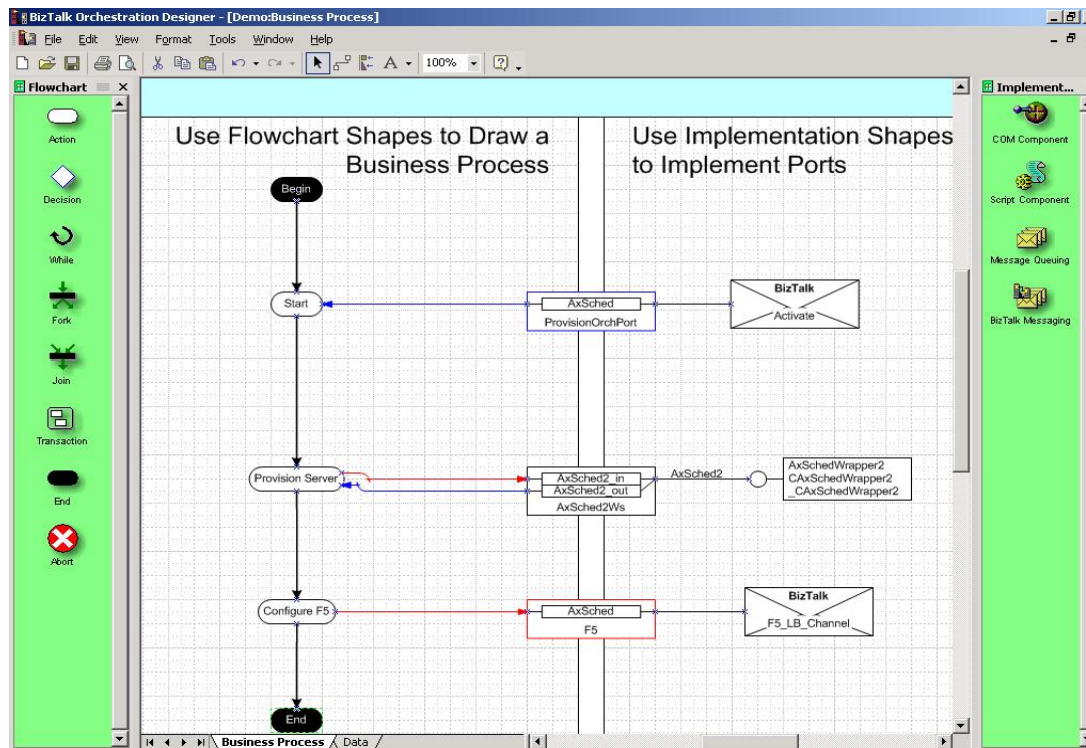 BizTalk Orchestration Designer - [Demo:Business Process]
File Edit View Format Tools Window Help
A 100%
Flowchart
Action
Decision
While
Fork
Join
Transaction
End
Abort
Use Flowchart Shapes to Draw a
Business Process
Use Implementation Shapes
to Implement Ports
Begin
Start
AxSched
ProvisionOrchPort
BizTalk
Activate
Provision Server
AxSched2_in
AxSched2_out
AxSched2Ws
AxSched2
AxSchedWrapper2
CAxSchedWrapper2
_CAxSchedWrapper2
Configure F5
AxSched
F5
BizTalk
F5_LB_Channel
End
Business Process Data
Implement...
COM Component
Script Component
Message Queuing
BizTalk Messaging